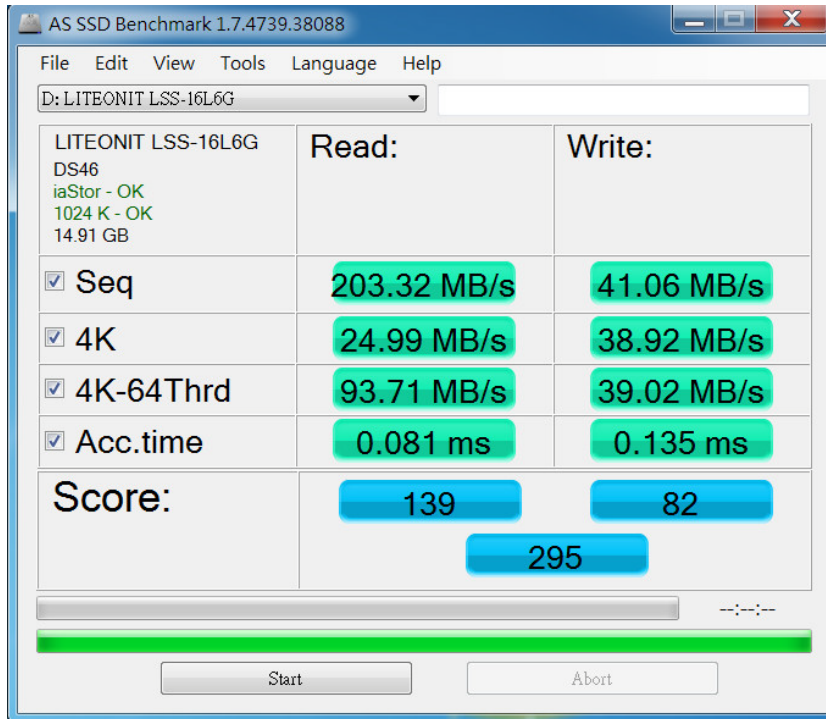 AS SSD Benchmark 1.7.4739.38088
File Edit View Tools Language Help
D: LITEONIT LSS-16L6G
LITEONIT LSS-16L6G
DS46
iaStor - OK
1024 K - OK
14.91 GB
Read:
Write:
Seq 203.32 MB/s 41.06 MB/s
4K 24.99 MB/s 38.92 MB/s
4K-64Thrd 93.71 MB/s 39.02 MB/s
Acc.time 0.081 ms 0.135 ms
Score: 139 82
295
--:--:--
Start Abort